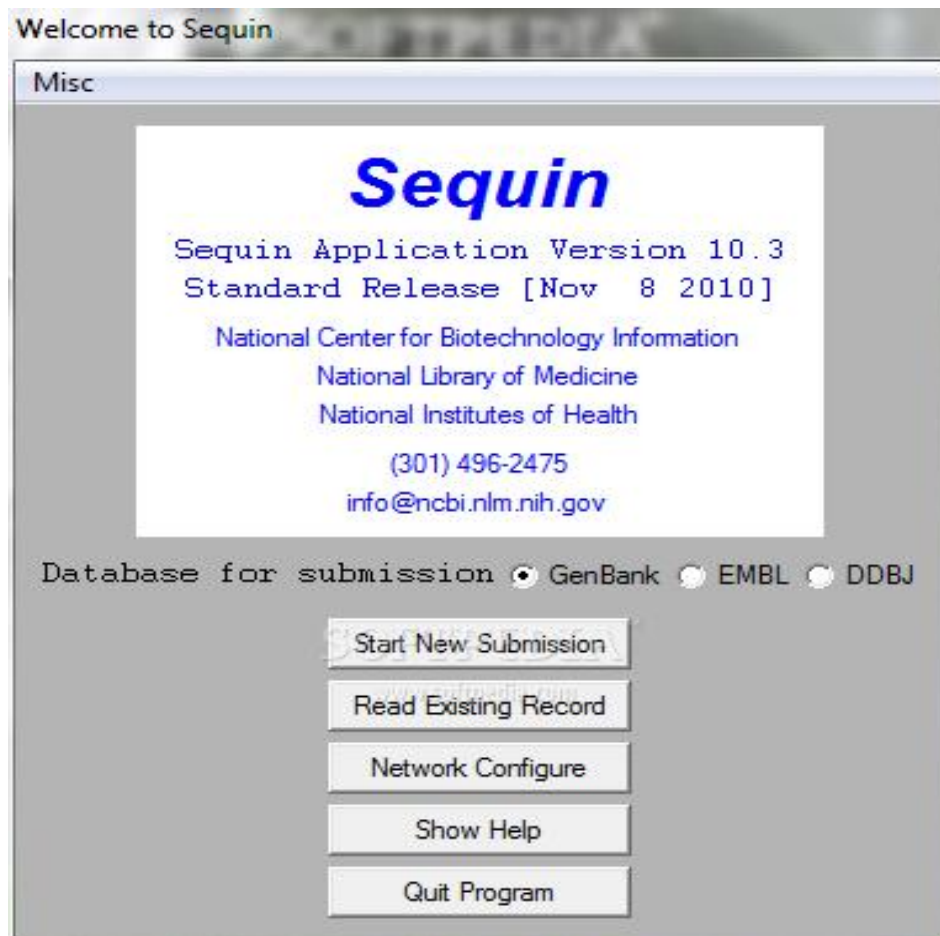 Welcome to Sequin
Misc
Sequin
Sequin Application Version 10.3
Standard Release [Nov 8 2010]
National Center for Biotechnology Information
National Library of Medicine
National Institutes of Health
(301) 496-2475
info@ncbi.nlm.nih.gov
Database for submission GenBank EMBL DDBJ
Start New Submission
Read Existing Record
Network Configure
Show Help
Quit Program